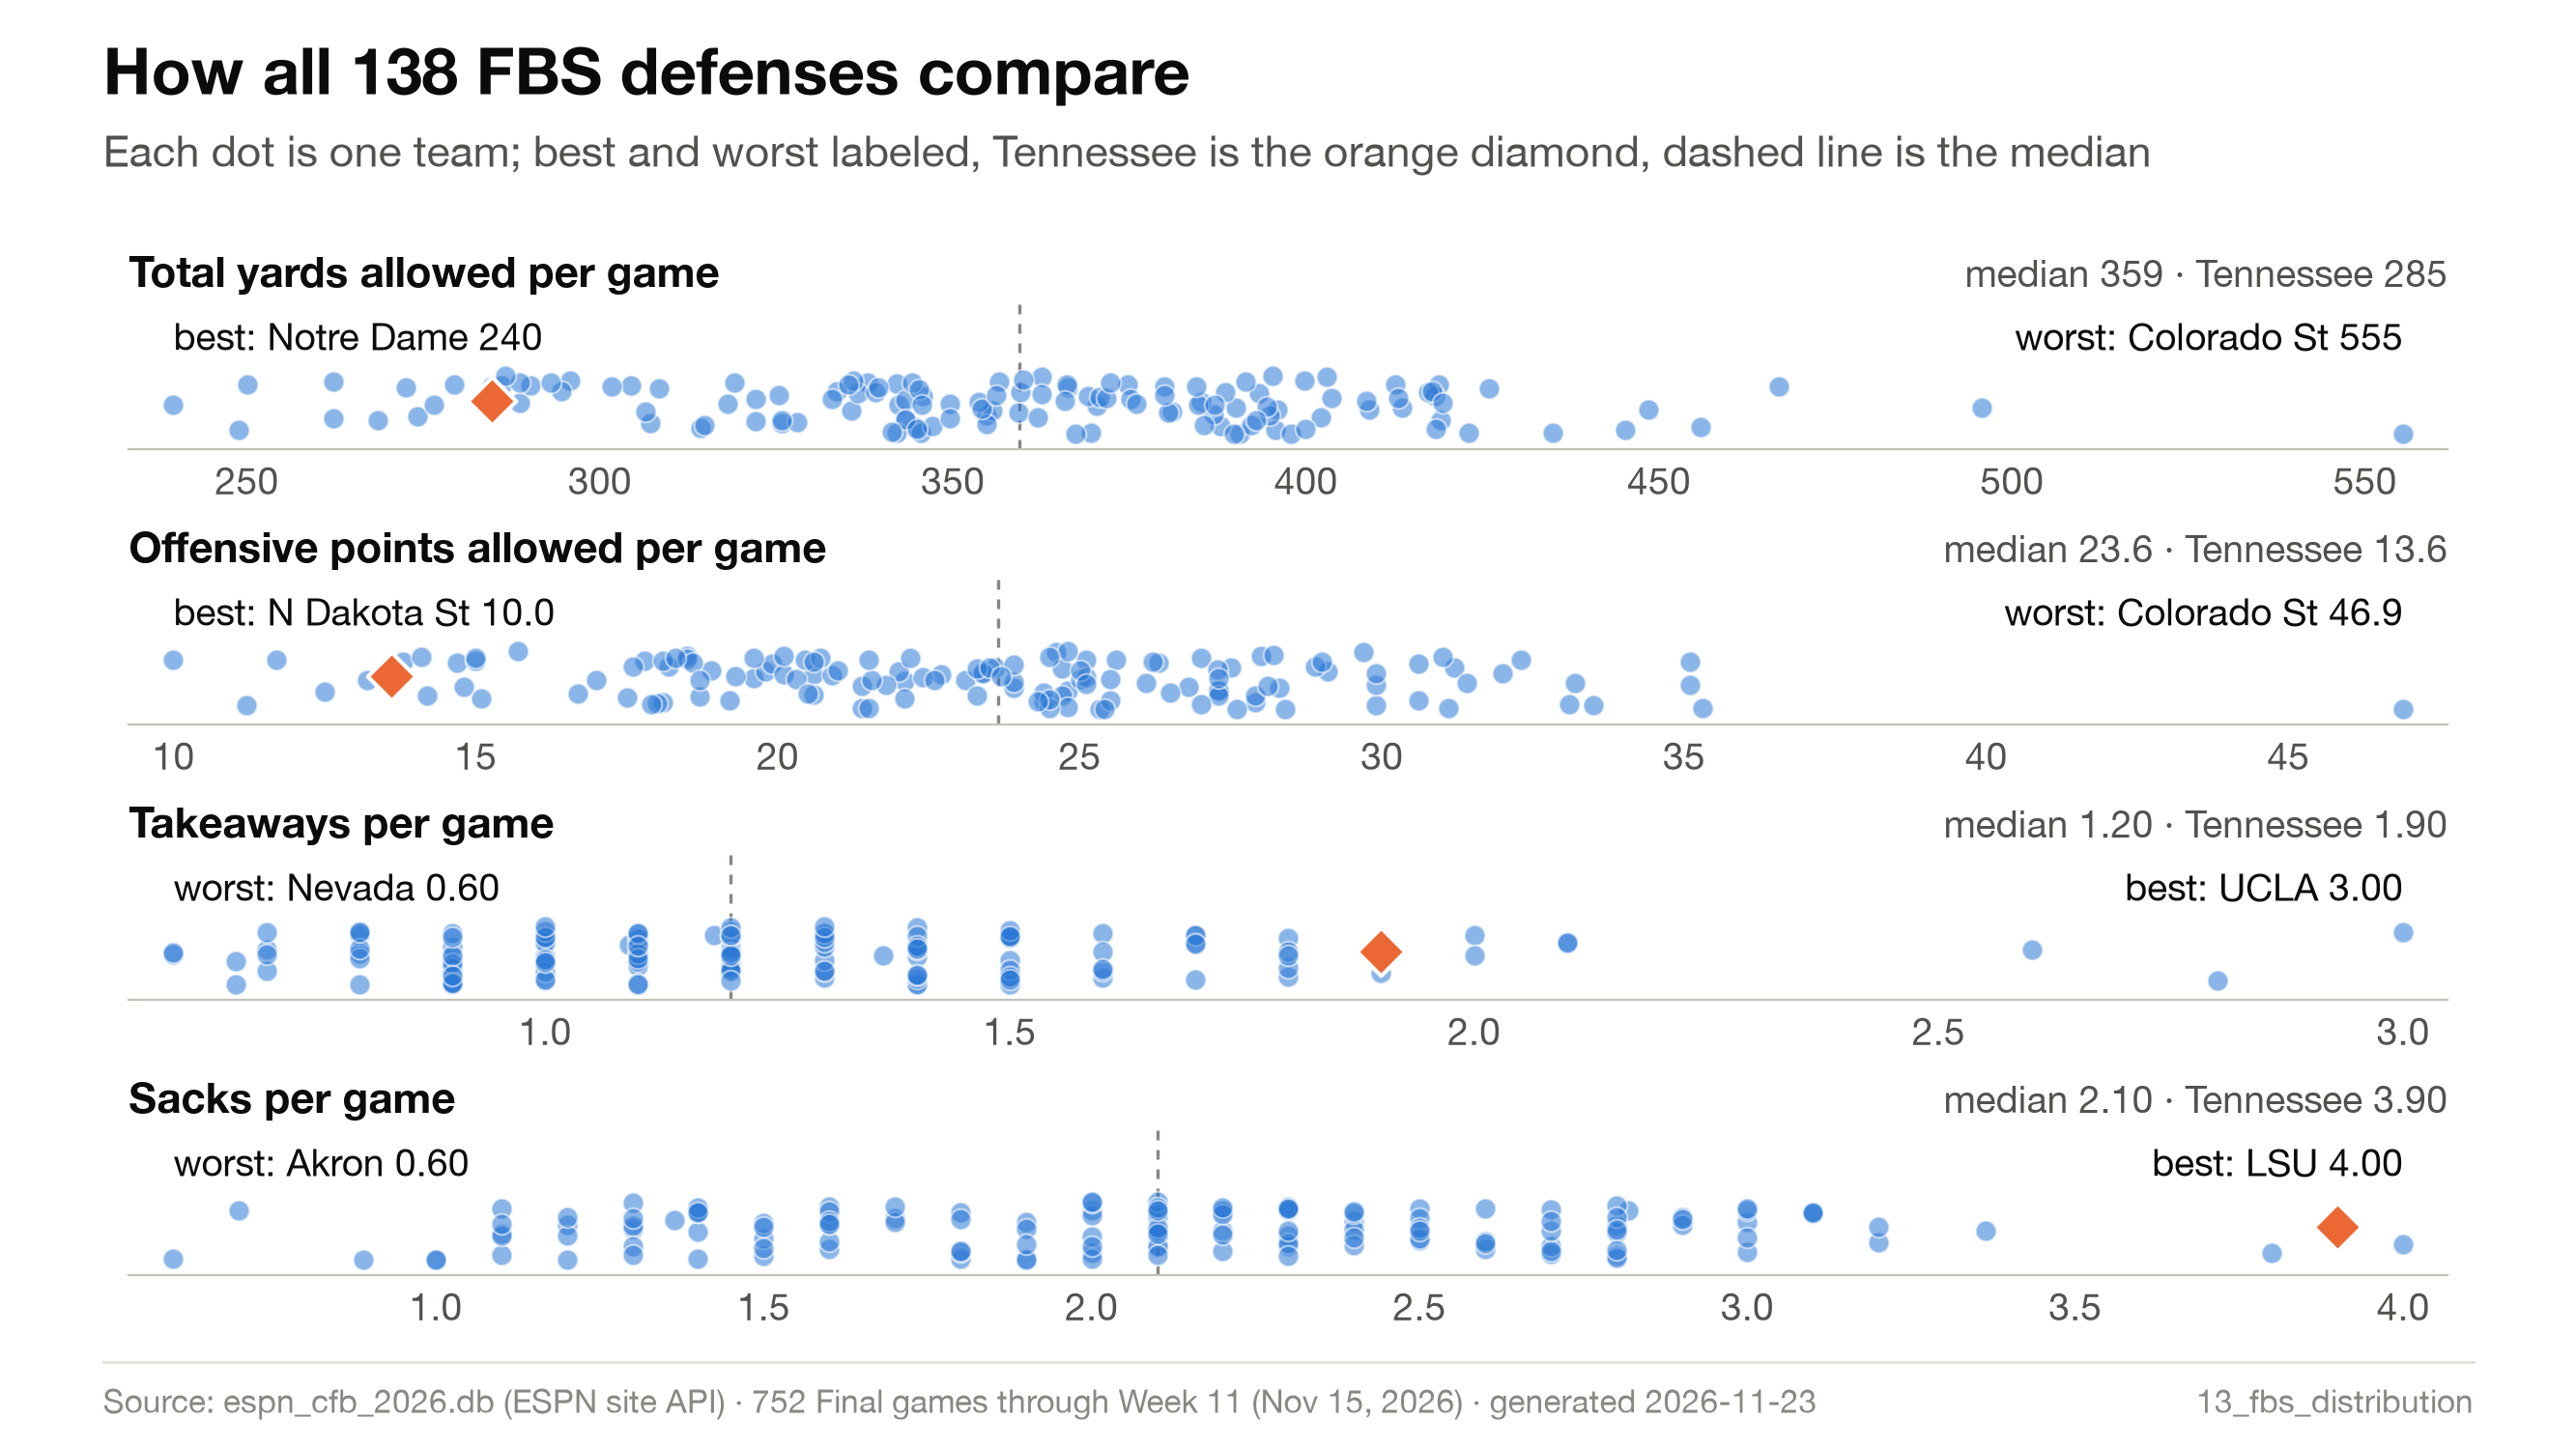 How all 138 FBS defenses compare
Each dot is one team; best and worst labeled, Tennessee is the orange diamond, dashed line is the median
Total yards allowed per game
median 359 · Tennessee 285
best: Notre Dame 240
worst: Colorado St 555
250 300 350 400 450 500 550
Offensive points allowed per game
median 23.6 · Tennessee 13.6
best: N Dakota St 10.0
worst: Colorado St 46.9
10 15 20 25 30 35 40 45
Takeaways per game
median 1.20 · Tennessee 1.90
worst: Nevada 0.60
best: UCLA 3.00
1.0 1.5 2.0 2.5 3.0
Sacks per game
median 2.10 · Tennessee 3.90
worst: Akron 0.60
best: LSU 4.00
1.0 1.5 2.0 2.5 3.0 3.5 4.0
Source: espn_cfb_2026.db (ESPN site API) · 752 Final games through Week 11 (Nov 15, 2026) · generated 2026-11-23
13_fbs_distribution